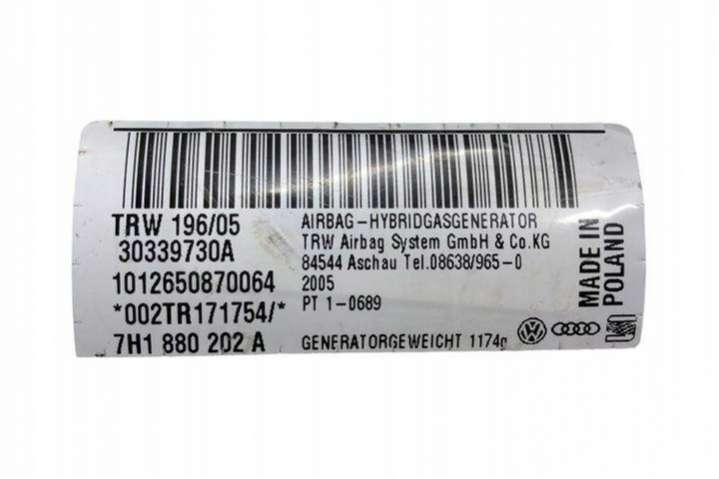 TRW 196/05
30339730A
1012650870064
*002TR171754/*
7H1 880 202 A
AIRBAG-HYBRIDGASGENERATOR
TRW Airbag System GmbH & Co.KG
84544 Aschau Tel.08638/965-0
2005
PT 1-0689
GENERATORGEWEICHT 1174g
MADE IN
POLAND